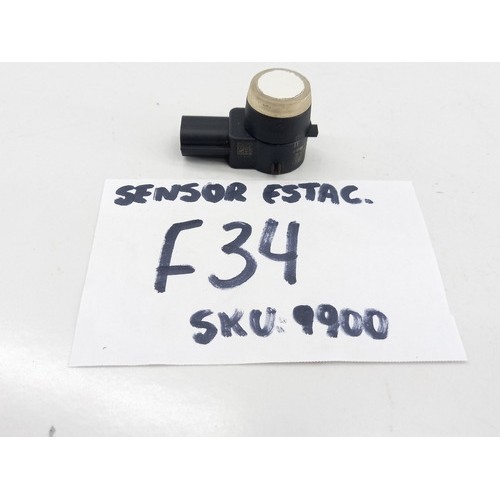 SENSOR ESTAC.
F34
SKU: 9900